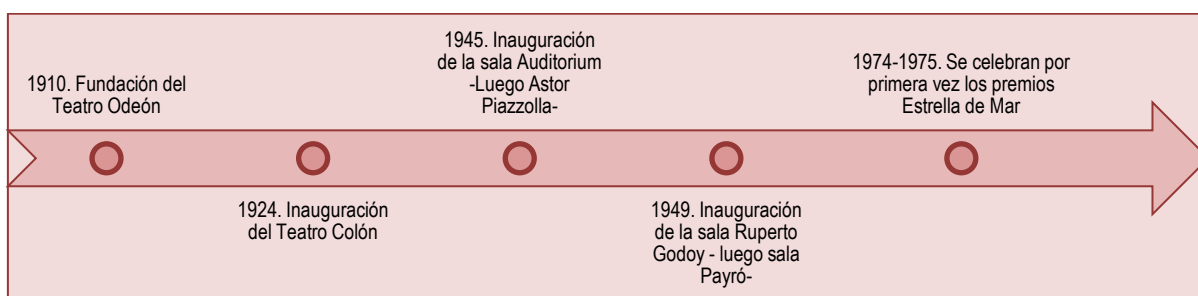 1910. Fundación del
Teatro Odeón
1924. Inauguración
del Teatro Colón
1945. Inauguración
de la sala Auditorium
-Luego Astor
Piazzolla-
1949. Inauguración
de la sala Ruperto
Godoy - luego sala
Payró-
1974-1975. Se celebran por
primera vez los premios
Estrella de Mar